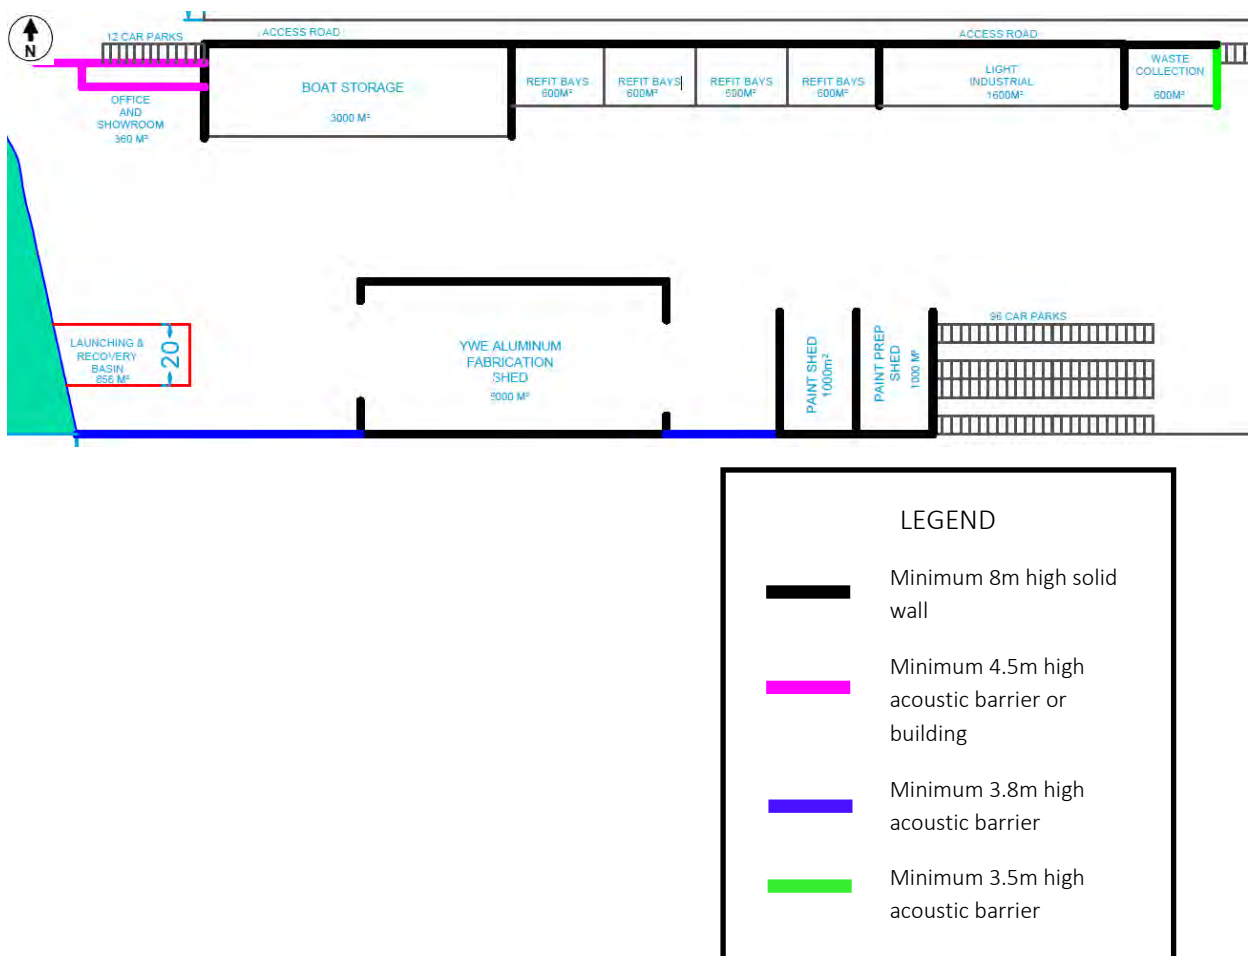 N
12 CAR PARKS
ACCESS ROAD
ACCESS ROAD
OFFICE
AND
SHOWROOM
360 M²
BOAT STORAGE
3000 M²
REFIT BAYS
600M²
REFIT BAYS
600M²
REFIT BAYS
600M²
REFIT BAYS
600M²
LIGHT
INDUSTRIAL
1600M²
WASTE
COLLECTION
600M²
LAUNCHING &
RECOVERY
BASIN
856 M²
20
YWE ALUMINUM
FABRICATION
SHED
PAINT SHED
1000m²
PAINT PREP
SHED
1000 M²
96 CAR PARKS
LEGEND
Minimum 8m high solid
wall
Minimum 4.5m high
acoustic barrier or
building
Minimum 3.8m high
acoustic barrier
Minimum 3.5m high
acoustic barrier